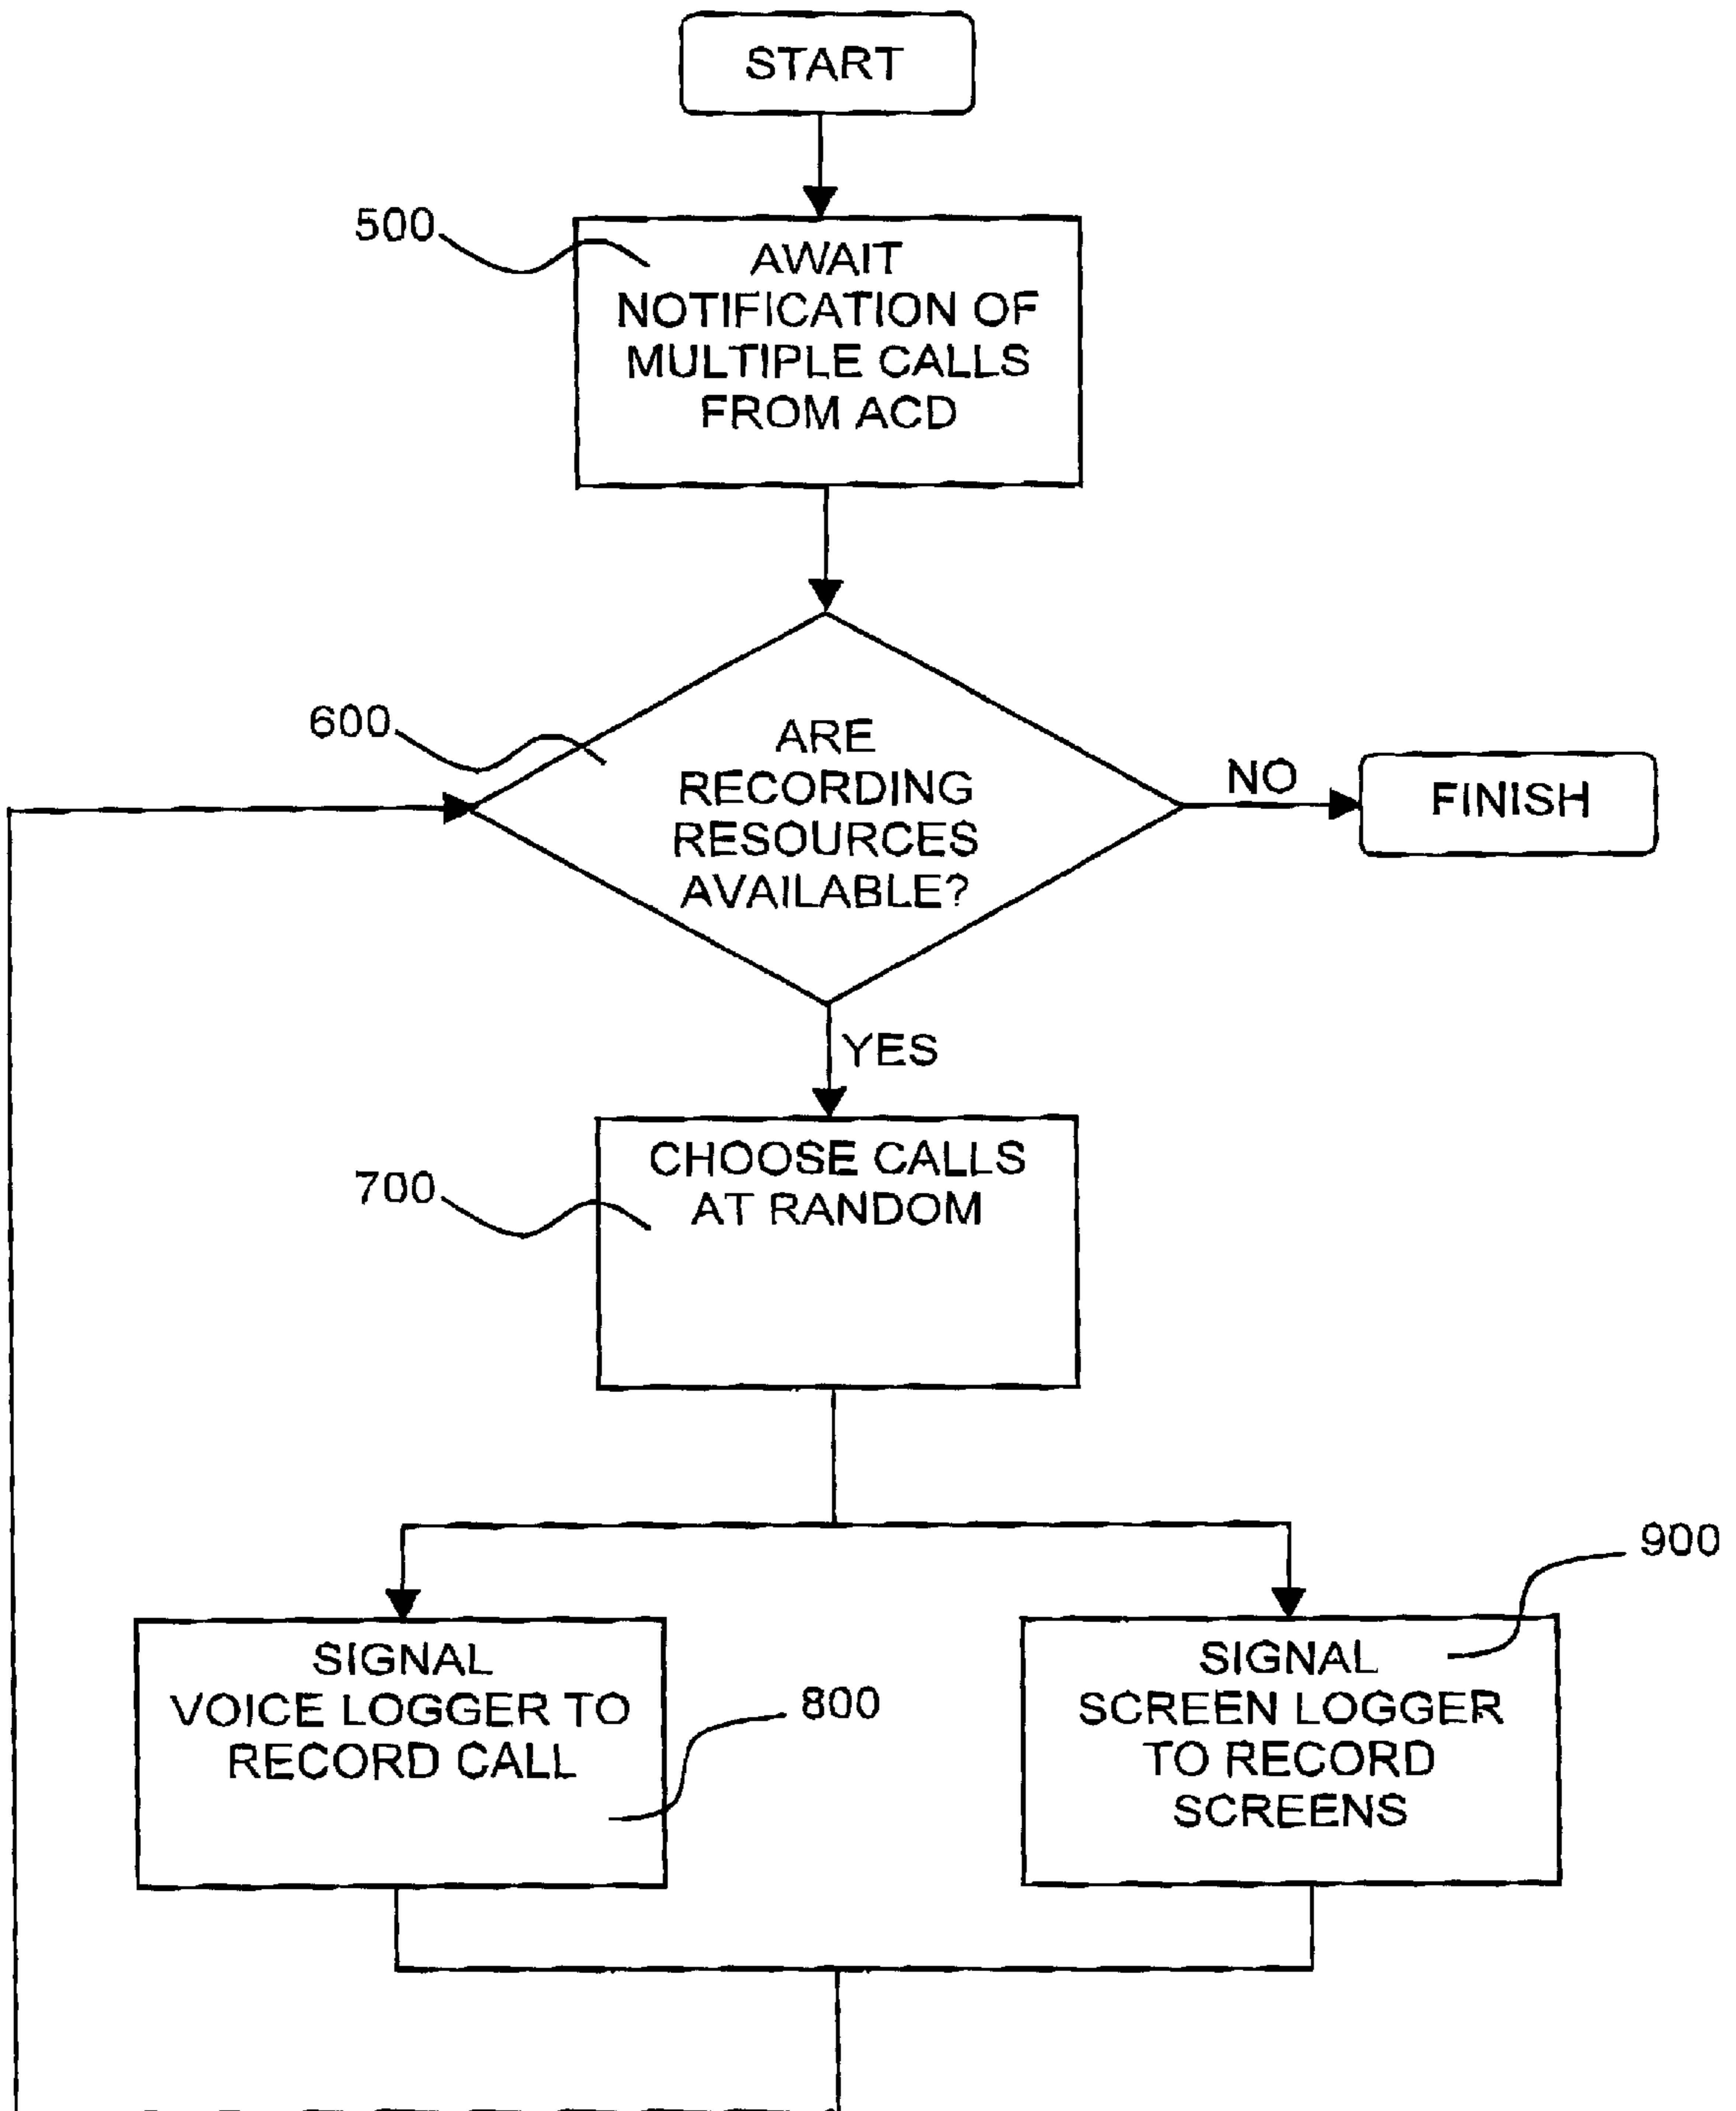 START
500
AWAIT
NOTIFICATION OF
MULTIPLE CALLS
FROM ACD
600
ARE
RECORDING
RESOURCES
AVAILABLE?
NO
FINISH
YES
700
CHOOSE CALLS
AT RANDOM
900
SIGNAL
VOICE LOGGER TO
RECORD CALL
800
SIGNAL
SCREEN LOGGER
TO RECORD
SCREENS